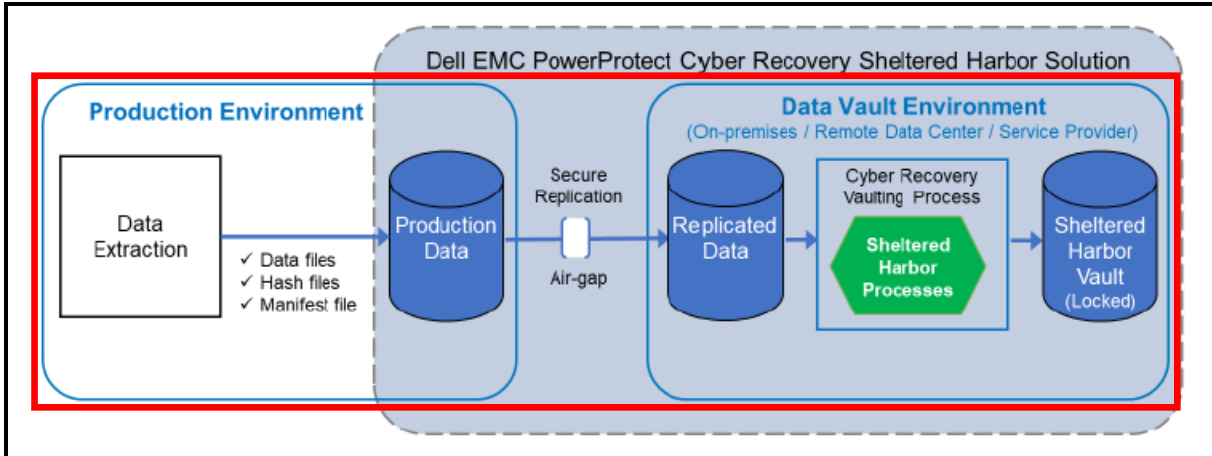 Dell EMC PowerProtect Cyber Recovery Sheltered Harbor Solution
Production Environment
Data
Extraction
✓ Data files
✓ Hash files
✓ Manifest file
Production
Data
Secure
Replication
Air-gap
Data Vault Environment
(On-premises / Remote Data Center / Service Provider)
Replicated
Data
Cyber Recovery
Vaulting Process
Sheltered
Harbor
Processes
Sheltered
Harbor
Vault
(Locked)